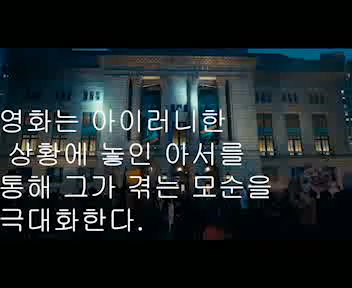 영화는 아이러니한
상황에 놓인 아서를
통해 그가 겪는 모순을
극대화한다.